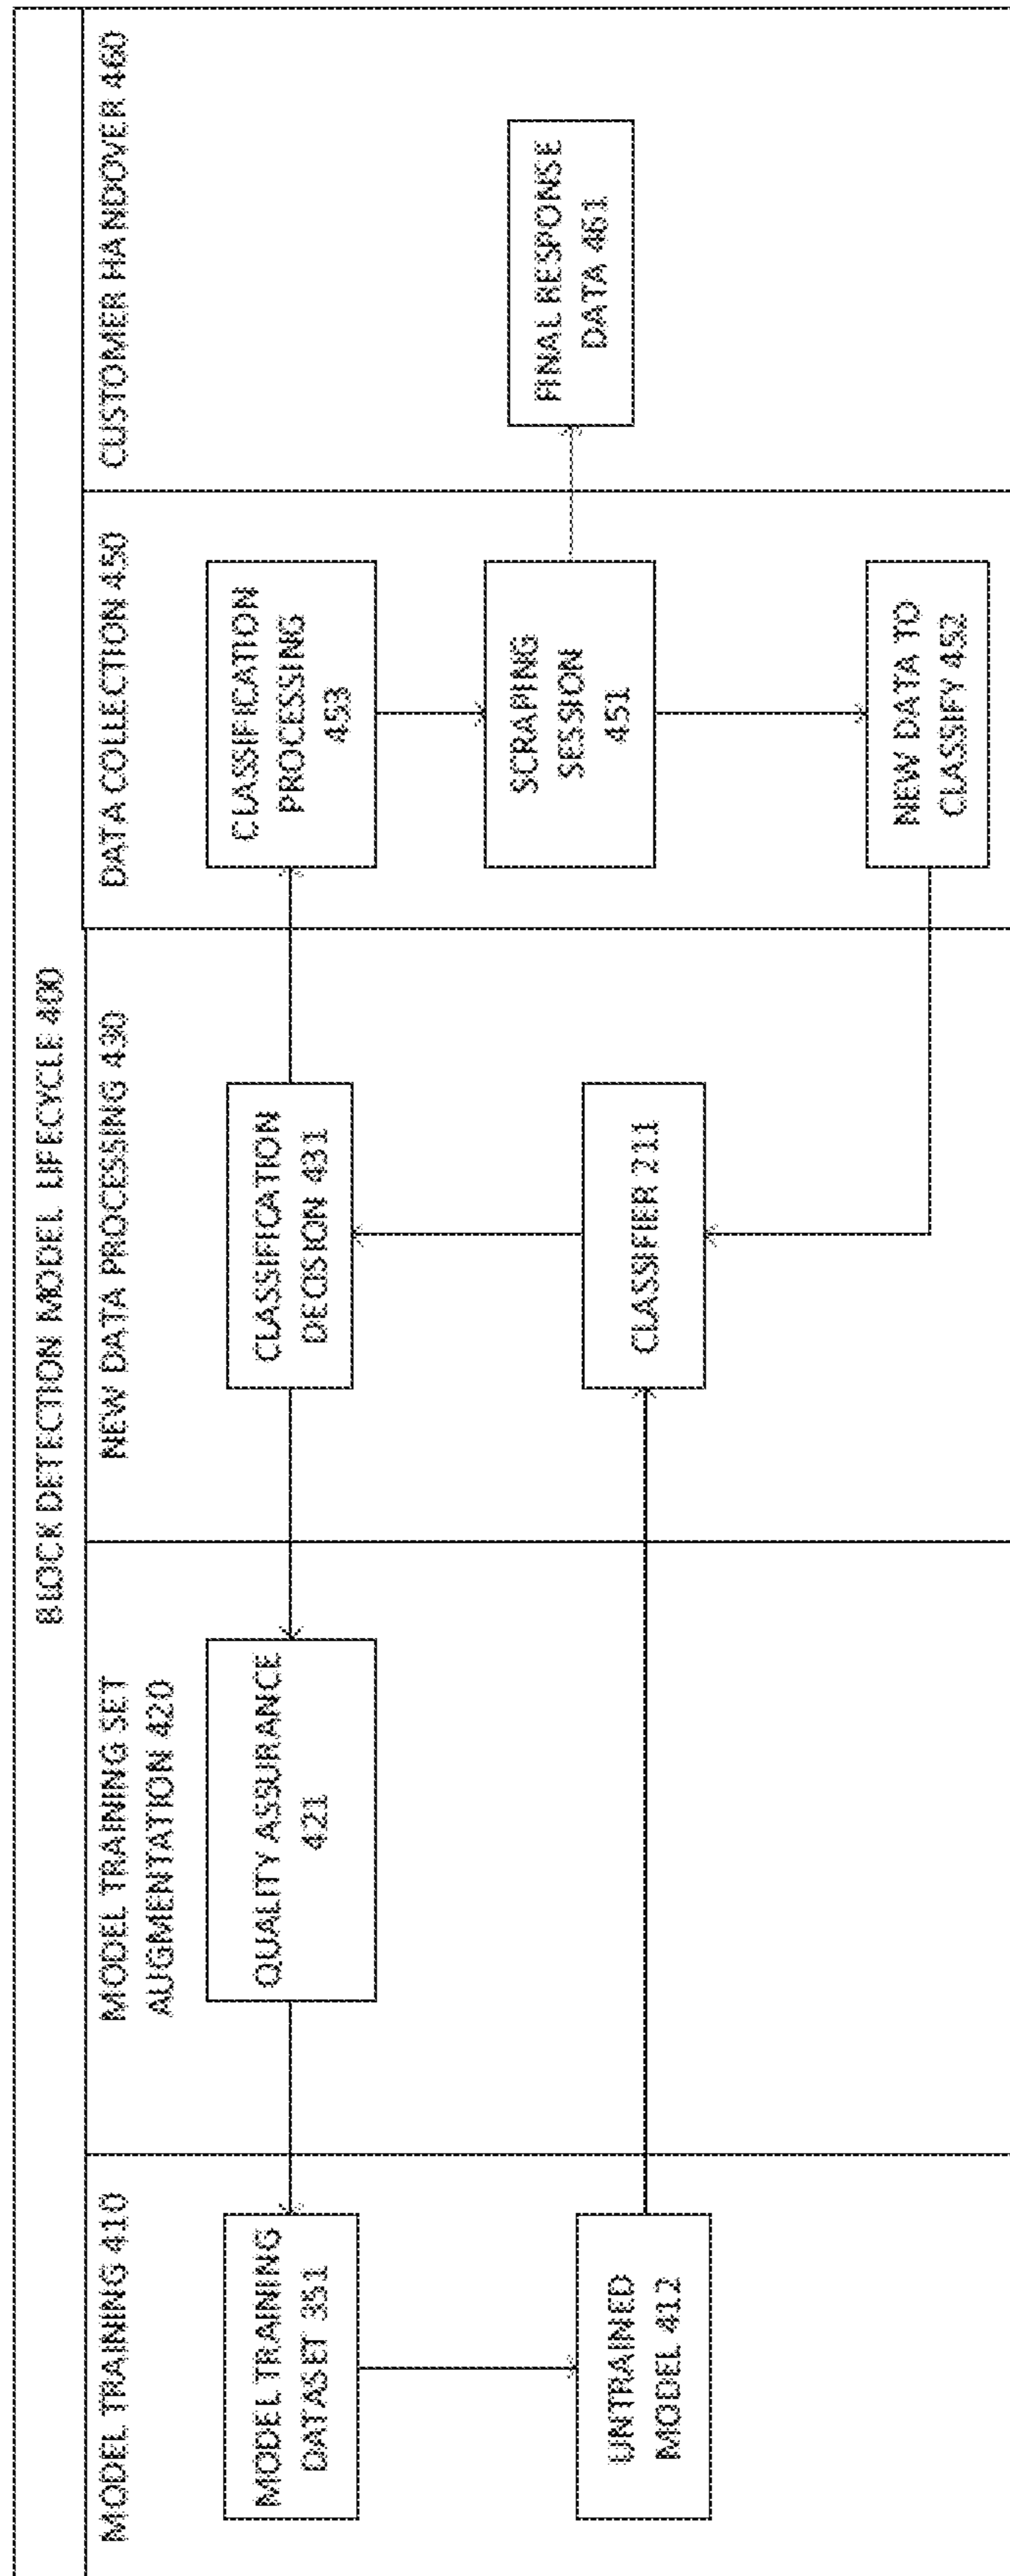 BLOCK DETECTION MODEL LIFECYCLE 400
MODEL TRAINING 410
MODEL TRAINING
DATASET 351
UNTRAINED
MODEL 412
MODEL TRAINING SET
AUGMENTATION 420
QUALITY ASSURANCE
421
NEW DATA PROCESSING 430
CLASSIFICATION
DECISION 431
CLASSIFIER 211
DATA COLLECTION 450
CLASSIFICATION
PROCESSING
453
SCRAPING
SESSION
451
NEW DATA TO
CLASSIFY 452
CUSTOMER HANDOVER 460
FINAL RESPONSE
DATA 461